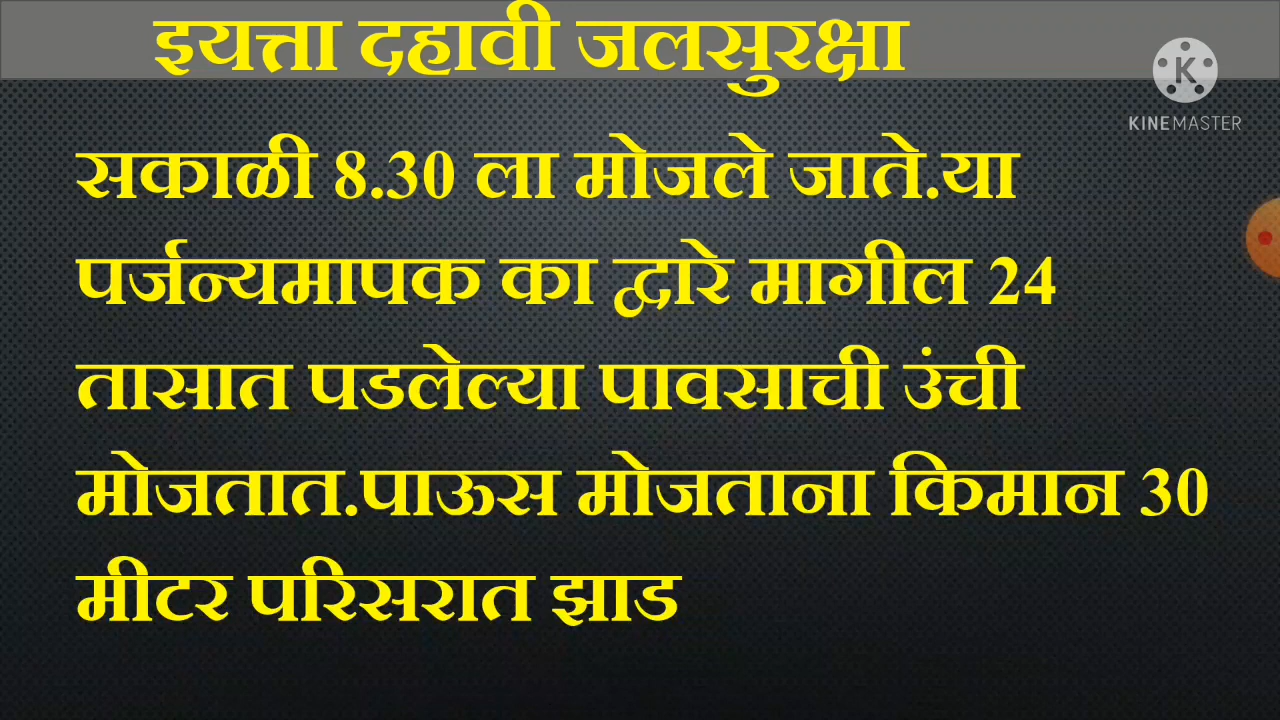 इयत्ता दहावी जलसुरक्षा
KINEMASTER
सकाळी 8.30 ला मोजले जाते.या
पर्जन्यमापक का द्वारे मागील 24
तासात पडलेल्या पावसाची उंची
मोजतात.पाऊस मोजताना किमान 30
मीटर परिसरात झाड